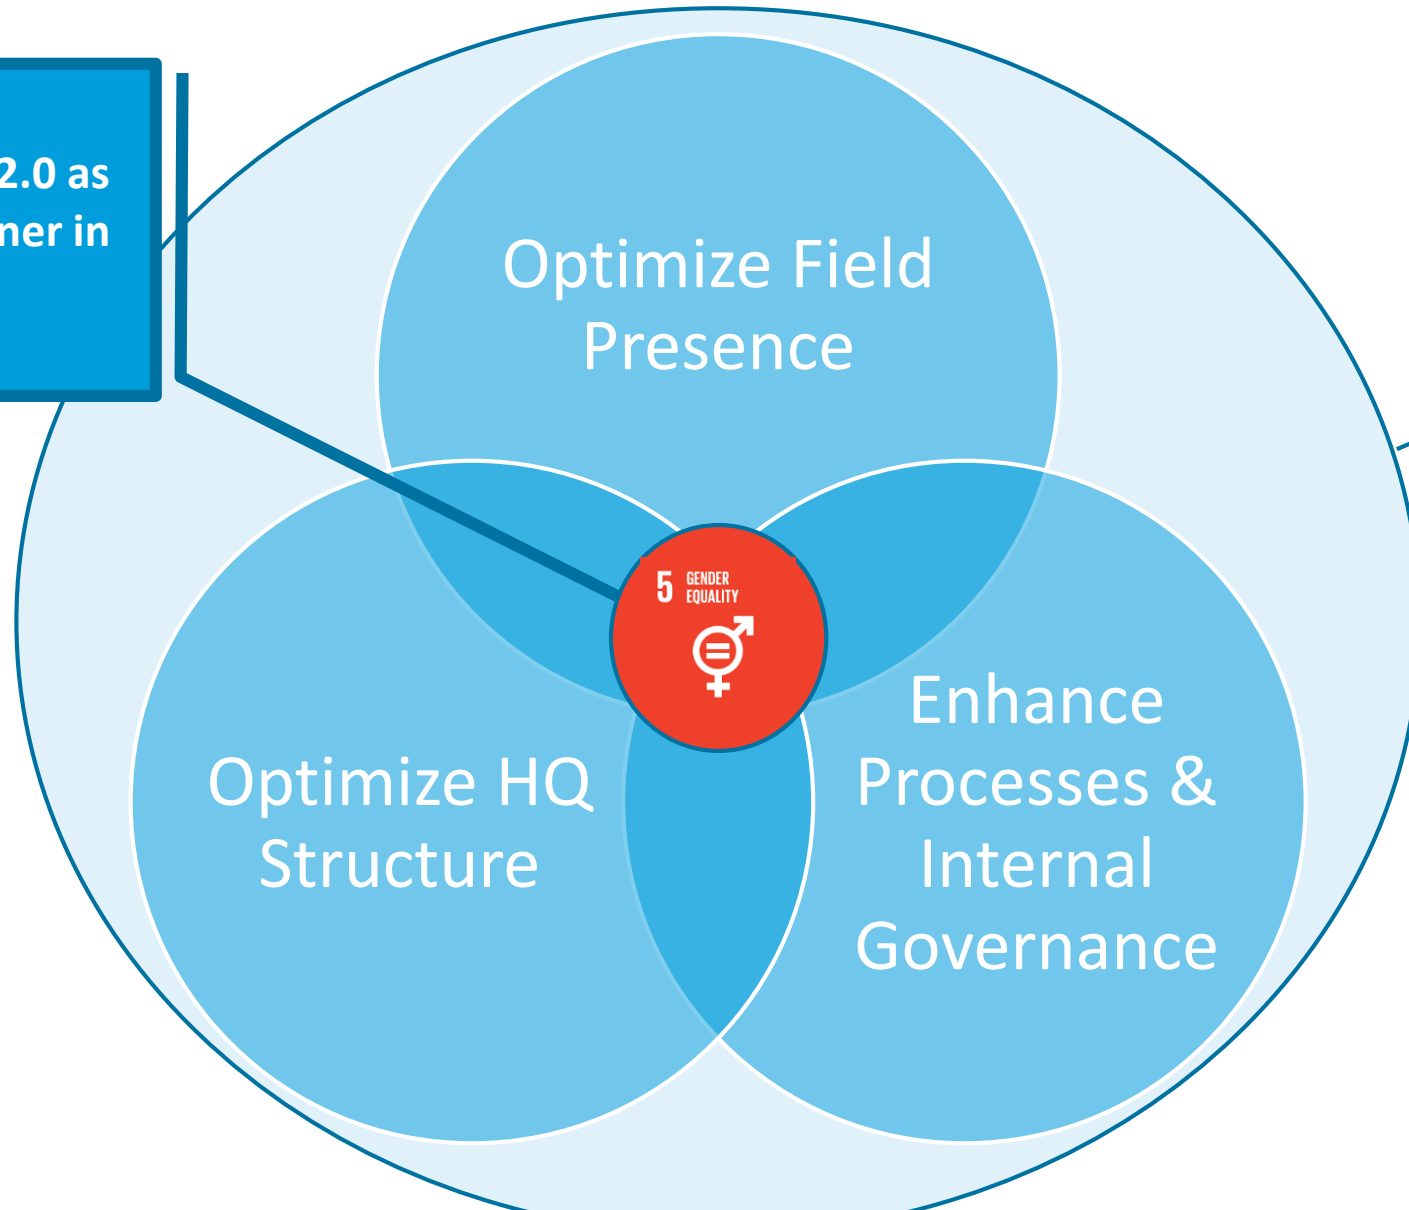 2.0 as
ner in
Optimize Field
Presence
5 GENDER
EQUALITY
Optimize HQ
Structure
Enhance
Processes &
Internal
Governance